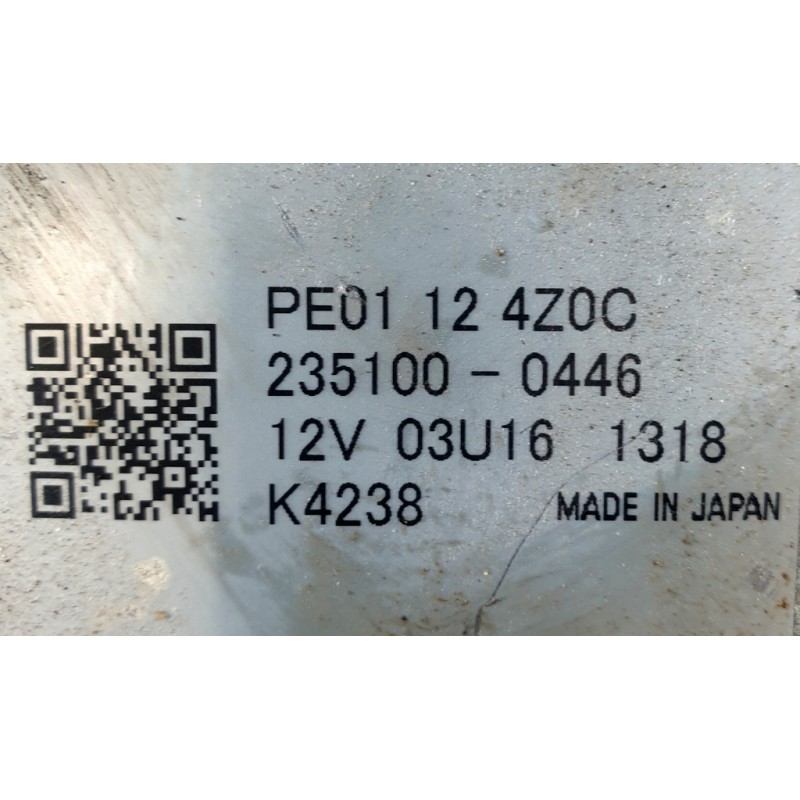 PE01 12 4Z0C
235100-0446
12V 03U16 1318
K4238 MADE IN JAPAN